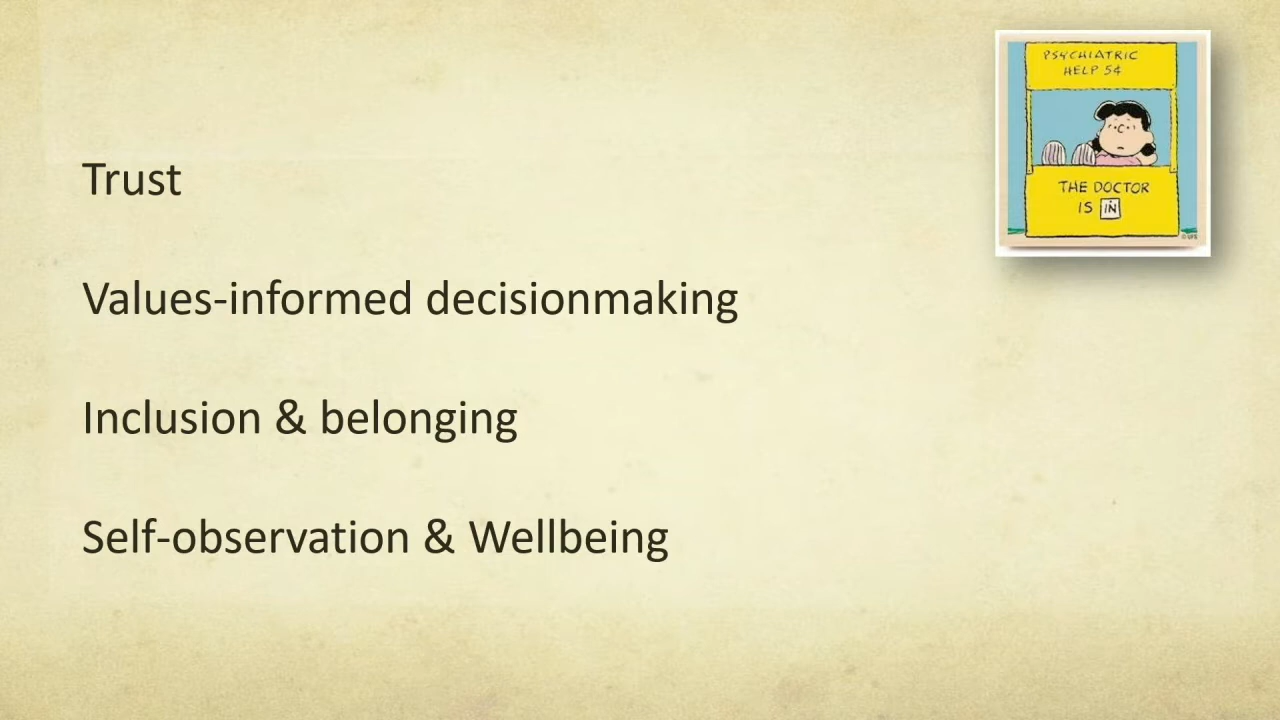 PSYCHIATRIC
HELP 5¢
THE DOCTOR
IS IN
Trust
Values-informed decisionmaking
Inclusion & belonging
Self-observation & Wellbeing